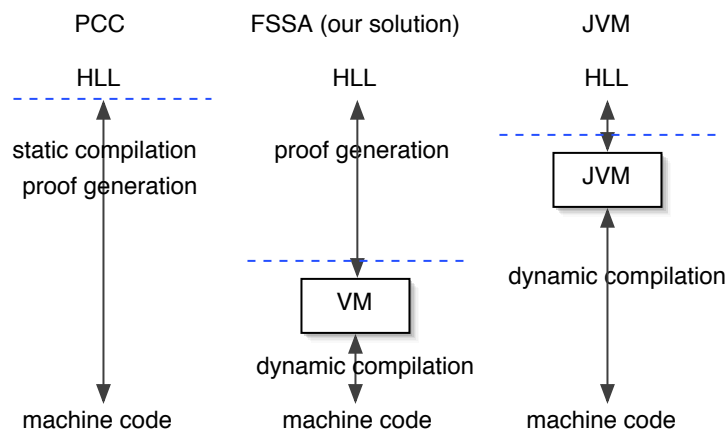 PCC
FSSA (our solution)
JVM
HLL
HLL
HLL
static compilation
proof generation
proof generation
JVM
dynamic compilation
VM
dynamic compilation
machine code
machine code
machine code